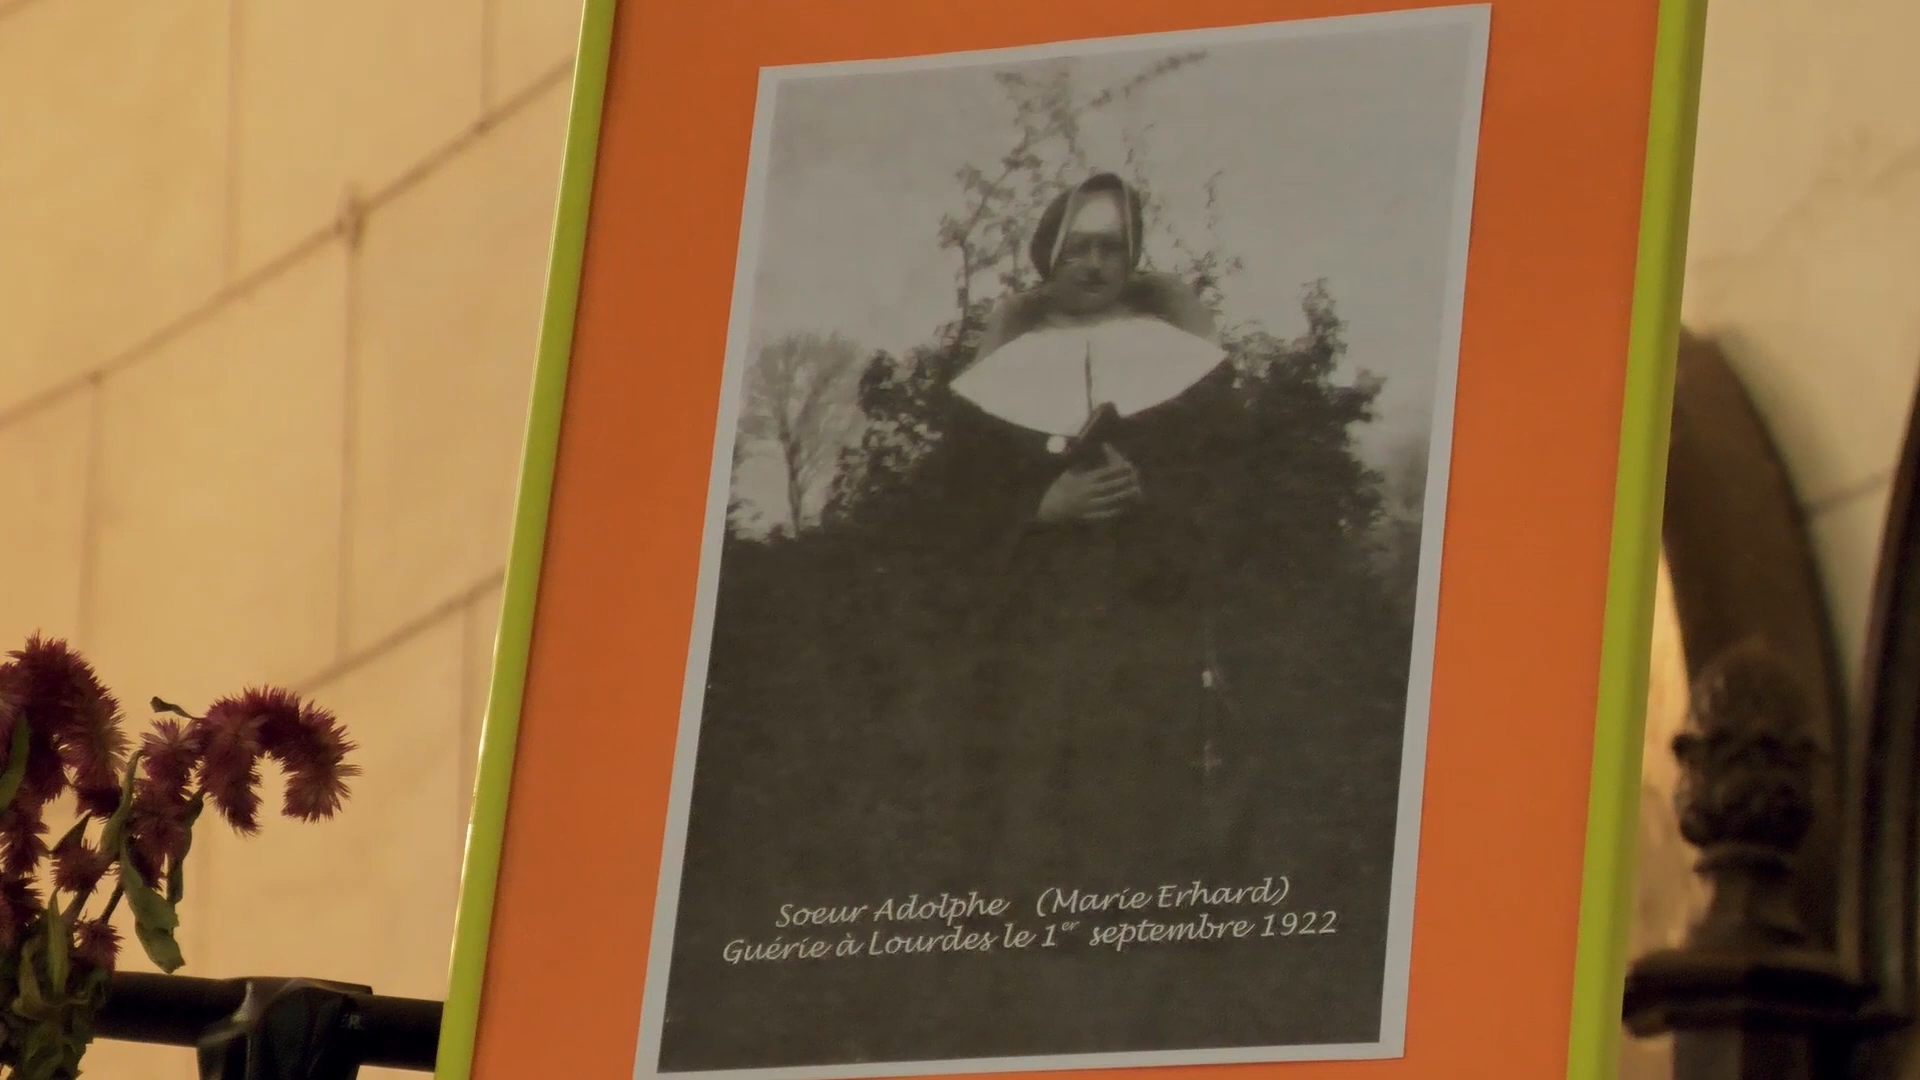 Soeur Adolphe (Marie Erhard)
Guérie à Lourdes le 1er septembre 1922